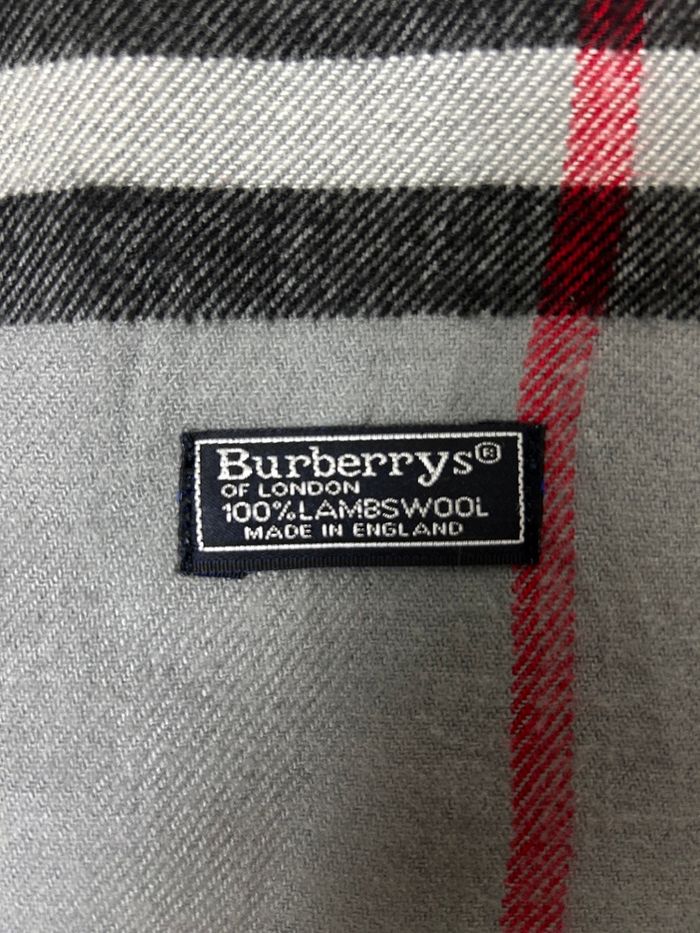 Burberrys®
OF LONDON
100%LAMBSWOOL
MADE IN ENGLAND